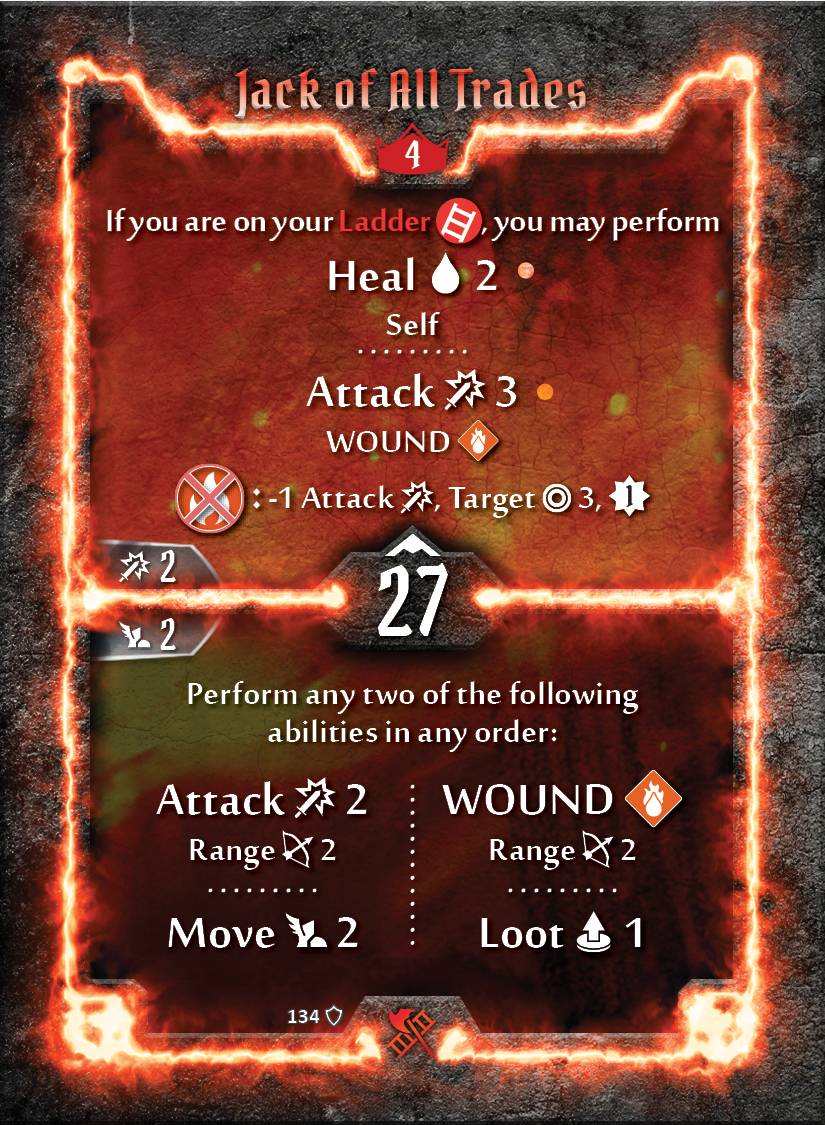 Jack of All Trades
4
If you are on your Ladder, you may perform
Heal 2
Self
Attack 3
WOUND
: -1 Attack, Target 3, 1
2
27
2
Perform any two of the following
abilities in any order:
Attack 2
Range 2
Move 2
WOUND
Range 2
Loot 1
134